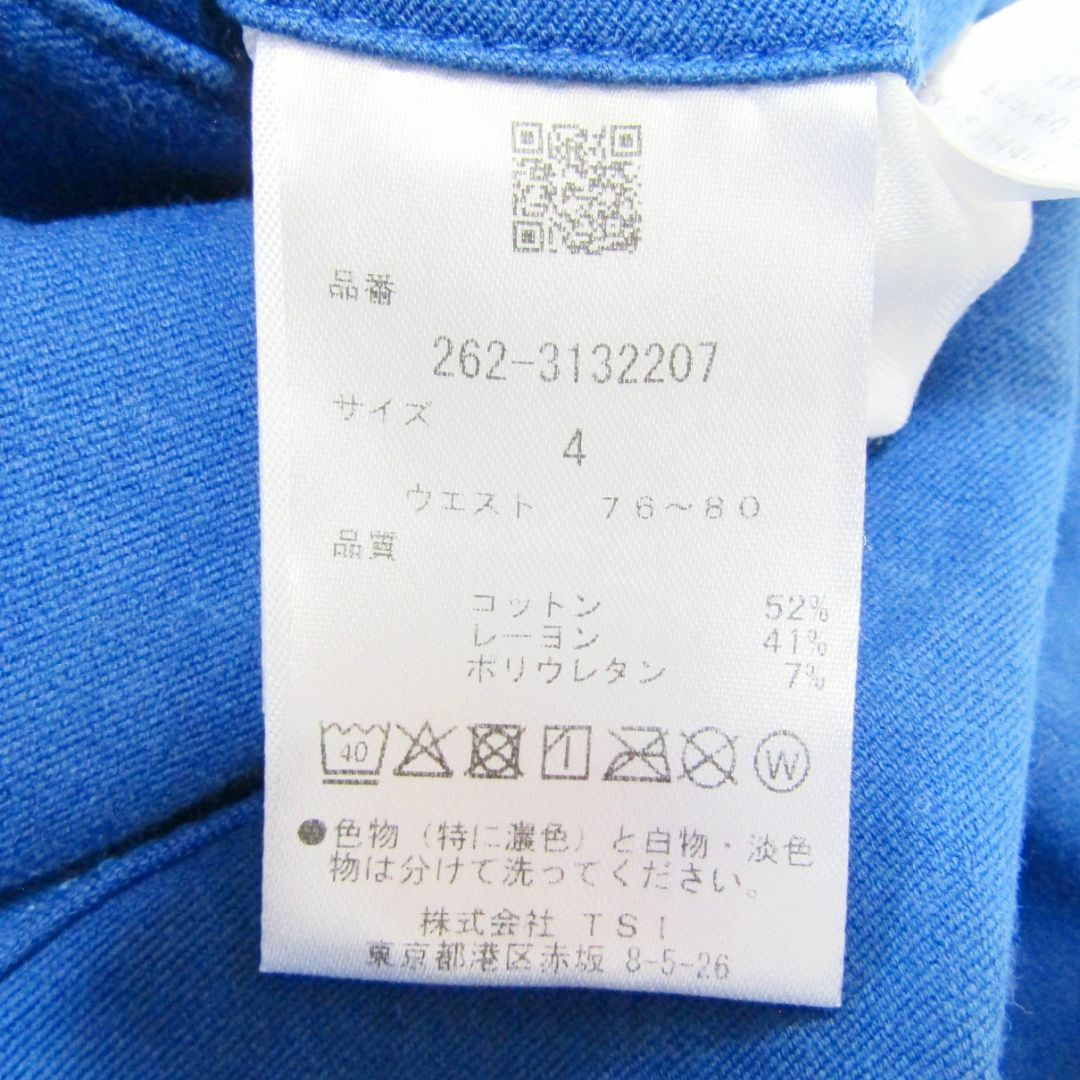 品番
262-3132207
サイズ
4
ウエスト 76～80
品質
コットン 52%
レーヨン 41%
ポリウレタン 7%
40
W
●色物（特に濃色）と白物・淡色
物は分けて洗ってください。
株式会社 TSI
東京都港区赤坂 8-5-26